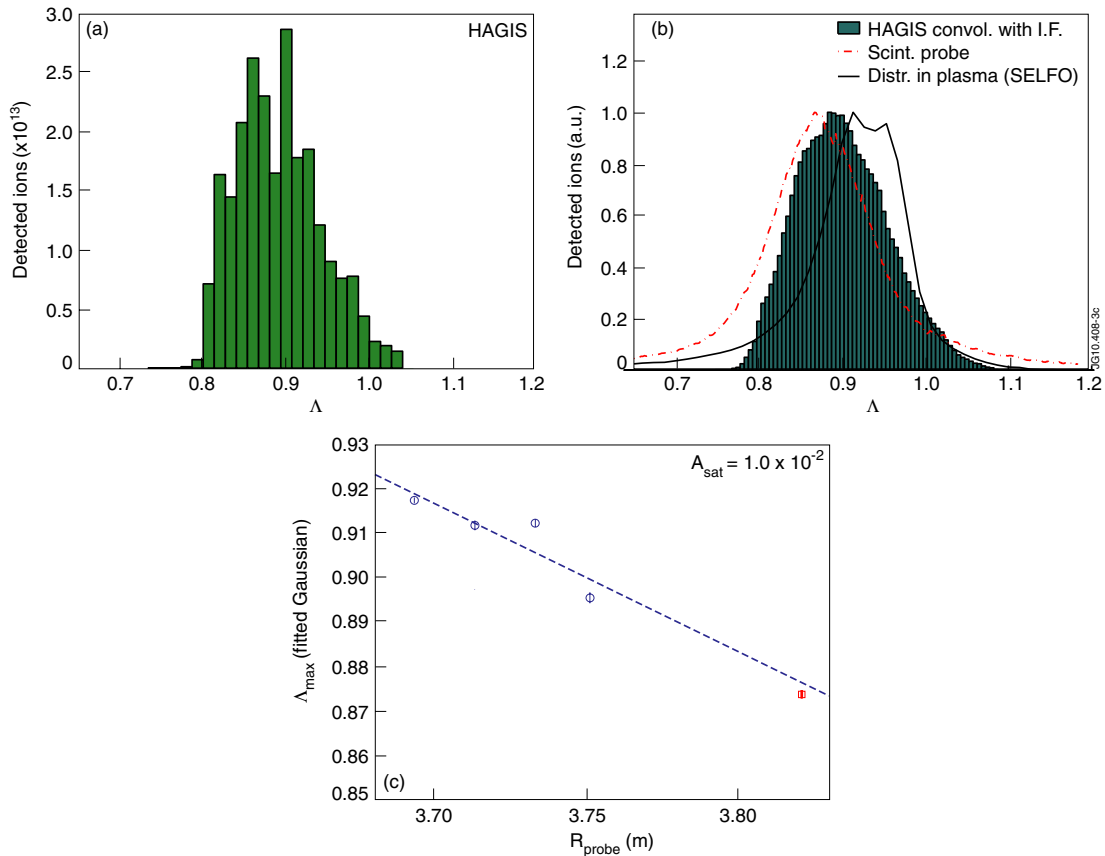 (a)
HAGIS
3.0
2.5
2.0
1.5
1.0
0.5
0
Detected ions (x10¹³)
0.7
0.8
0.9
1.0
1.1
1.2
Λ
(b)
HAGIS convol. with I.F.
Scint. probe
Distr. in plasma (SELFO)
1.2
1.0
0.8
0.6
0.4
0.2
0
Detected ions (a.u.)
0.7
0.8
0.9
1.0
1.1
1.2
Λ
JG10.408-3c
A_sat = 1.0 x 10⁻²
0.93
0.92
0.91
0.90
0.89
0.88
0.87
0.86
0.85
Λ_max (fitted Gaussian)
(c)
3.70
3.75
3.80
R_probe (m)